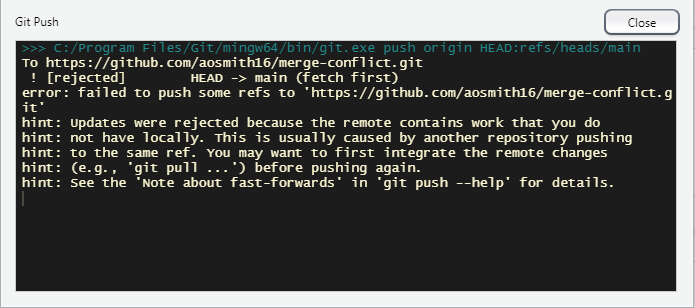 Git Push
Close
>>> C:/Program Files/Git/mingw64/bin/git.exe push origin HEAD:refs/heads/main
To https://github.com/aosmith16/merge-conflict.git
 ! [rejected]        HEAD -> main (fetch first)
error: failed to push some refs to 'https://github.com/aosmith16/merge-conflict.g
it'
hint: Updates were rejected because the remote contains work that you do
hint: not have locally. This is usually caused by another repository pushing
hint: to the same ref. You may want to first integrate the remote changes
hint: (e.g., 'git pull ...') before pushing again.
hint: See the 'Note about fast-forwards' in 'git push --help' for details.